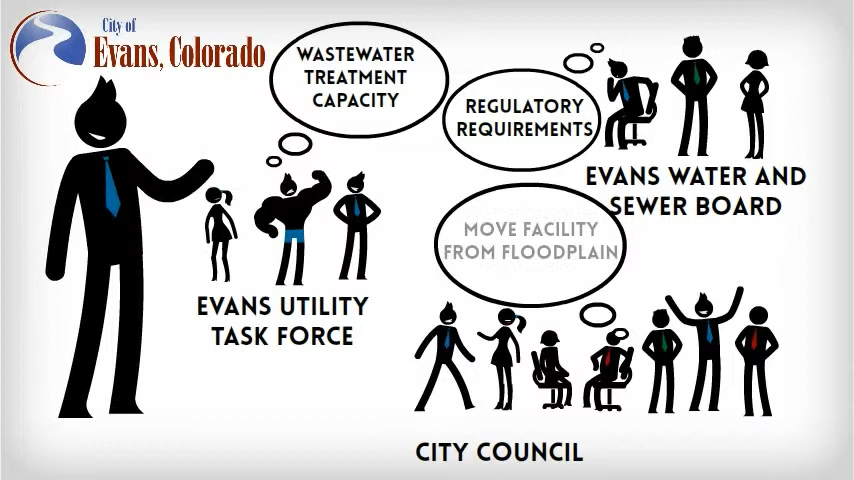 City of
Evans, Colorado
WASTEWATER
TREATMENT
CAPACITY
REGULATORY
REQUIREMENTS
EVANS WATER AND
SEWER BOARD
MOVE FACILITY
FROM FLOODPLAIN
EVANS UTILITY
TASK FORCE
CITY COUNCIL